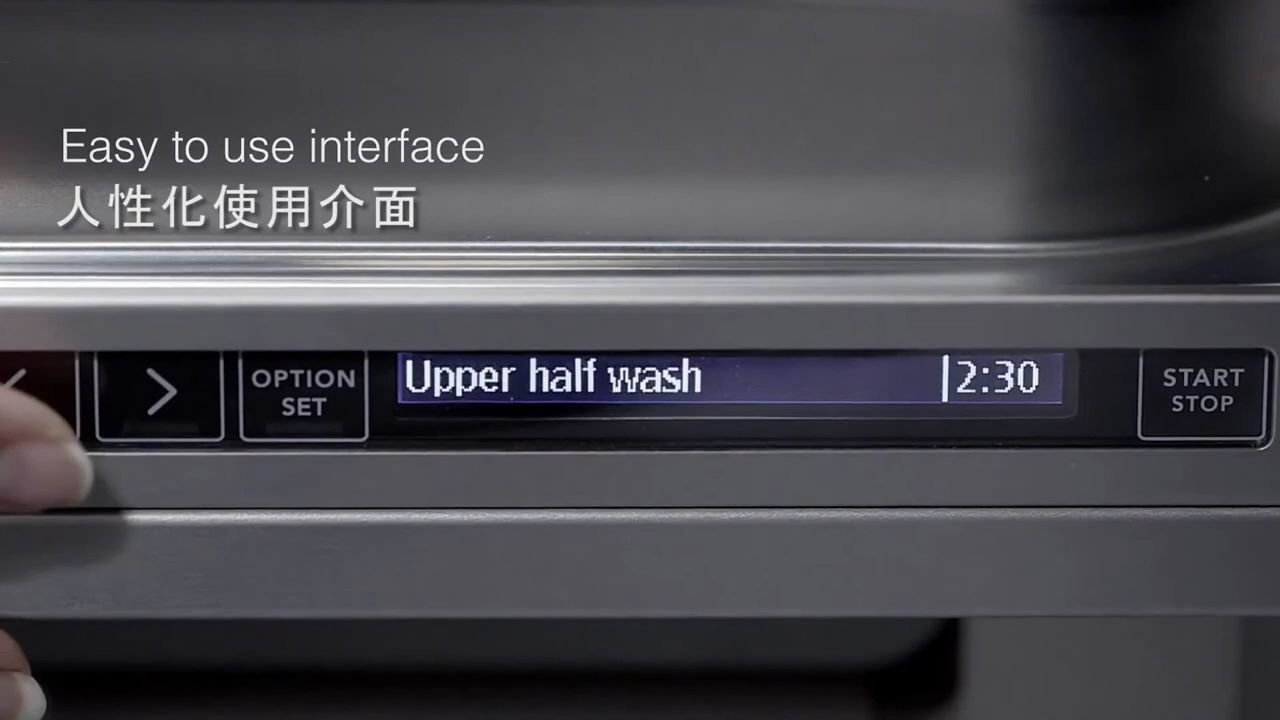 Easy to use interface
人性化使用介面
OPTION
SET
Upper half wash
2:30
START
STOP